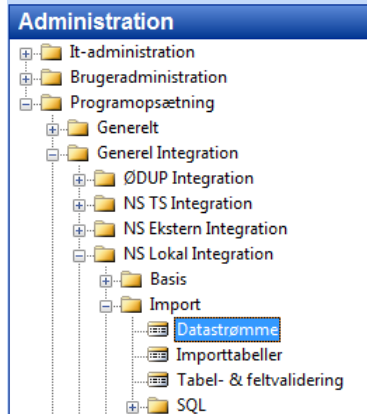 Administration
It-administration
Brugeradministration
Programopsætning
Generelt
Generel Integration
ØDUP Integration
NS TS Integration
NS Ekstern Integration
NS Lokal Integration
Basis
Import
Datastrømme
Importtabeller
Tabel- & feltvalidering
SQL